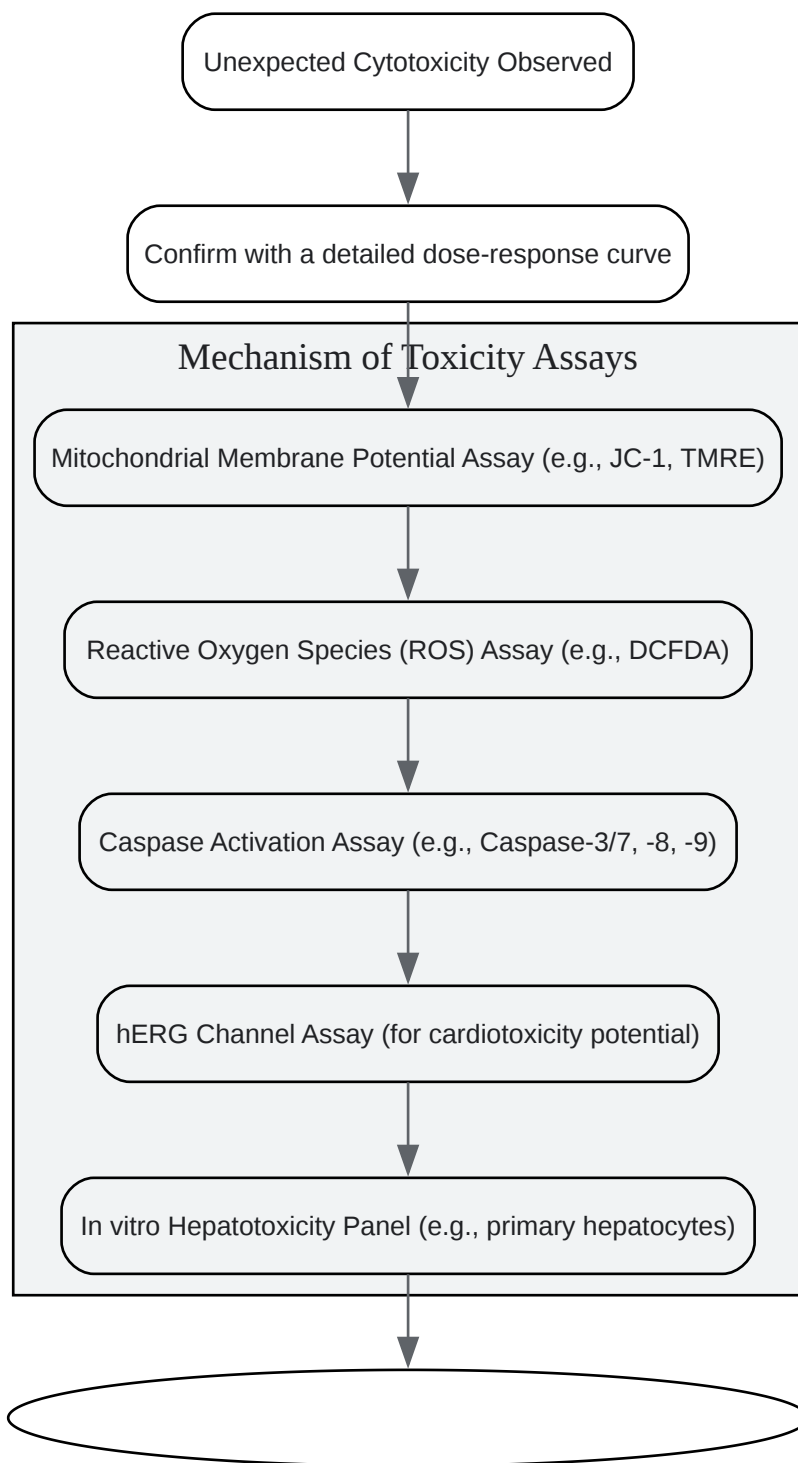 Unexpected Cytotoxicity Observed
Confirm with a detailed dose-response curve
Mechanism of Toxicity Assays
Mitochondrial Membrane Potential Assay (e.g., JC-1, TMRE)
Reactive Oxygen Species (ROS) Assay (e.g., DCFDA)
Caspase Activation Assay (e.g., Caspase-3/7, -8, -9)
hERG Channel Assay (for cardiotoxicity potential)
In vitro Hepatotoxicity Panel (e.g., primary hepatocytes)